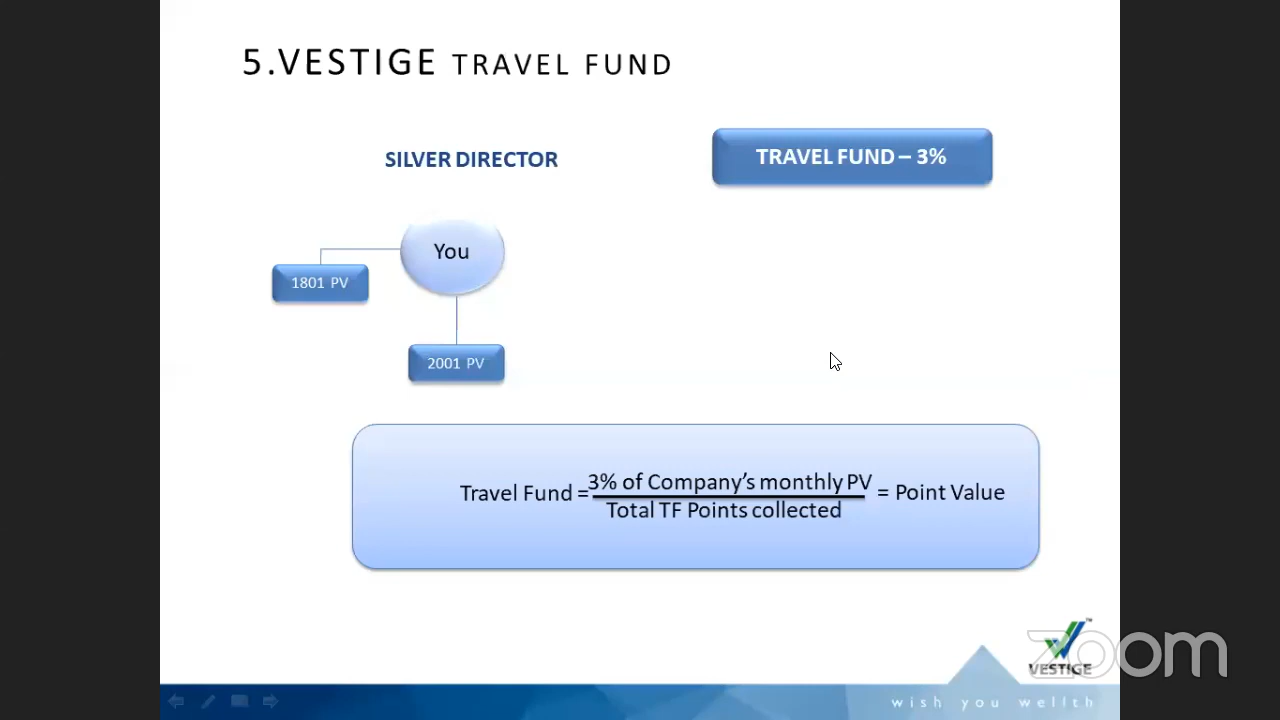 5.VESTIGE TRAVEL FUND
SILVER DIRECTOR
TRAVEL FUND – 3%
You
1801 PV
2001 PV
Travel Fund = 3% of Company’s monthly PV = Point Value
Total TF Points collected
VESTIGE
TM
zoom
wish you wellth